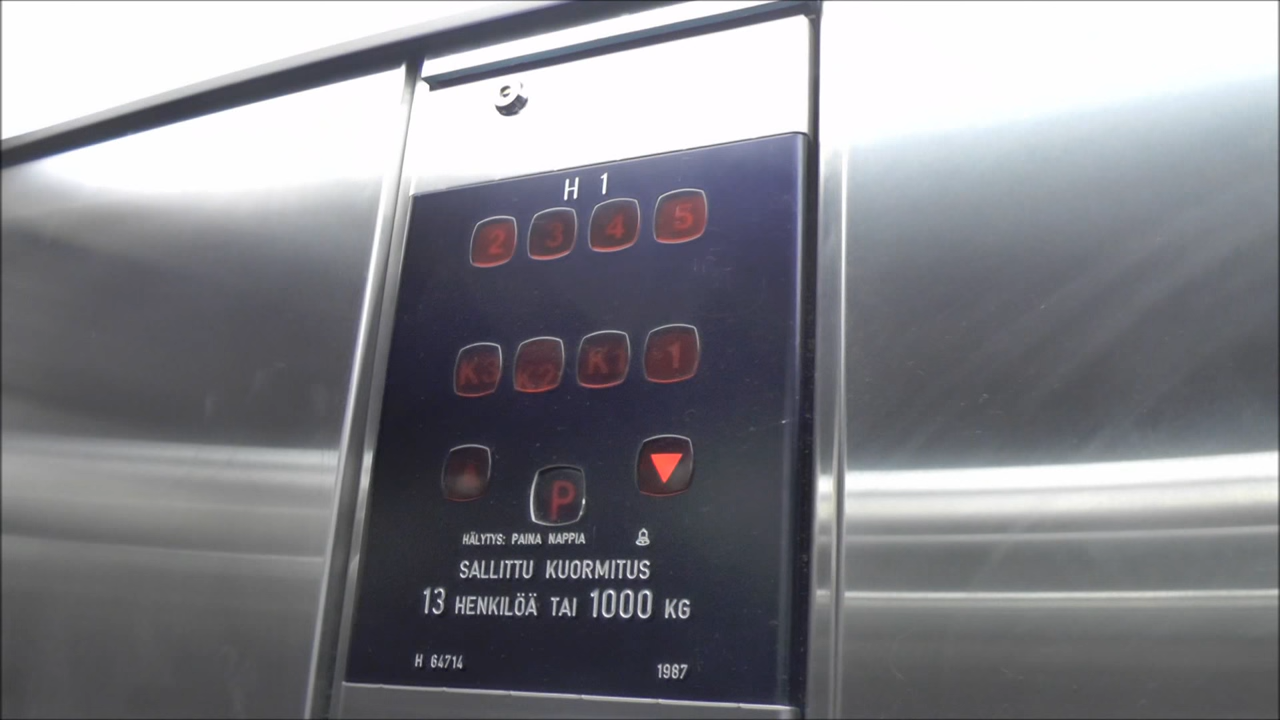 H 1
2 3 4 5
K3 K2 K1 1
P
HÄLYTYS: PAINA NAPPIA
SALLITTU KUORMITUS
13 HENKILÖÄ TAI 1000 KG
H 64714 1987